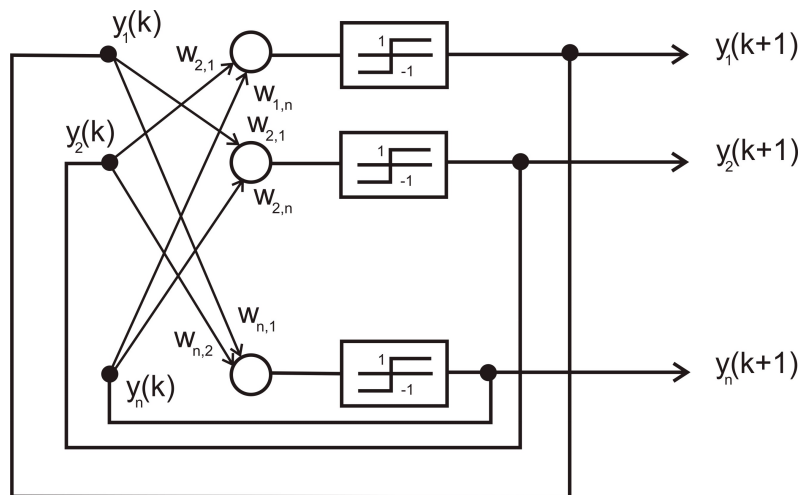 y1(k)
w2,1
1
-1
y1(k+1)
w1,n
y2(k)
w2,1
1
-1
y2(k+1)
w2,n
wn,1
wn,2
1
-1
yn(k+1)
yn(k)